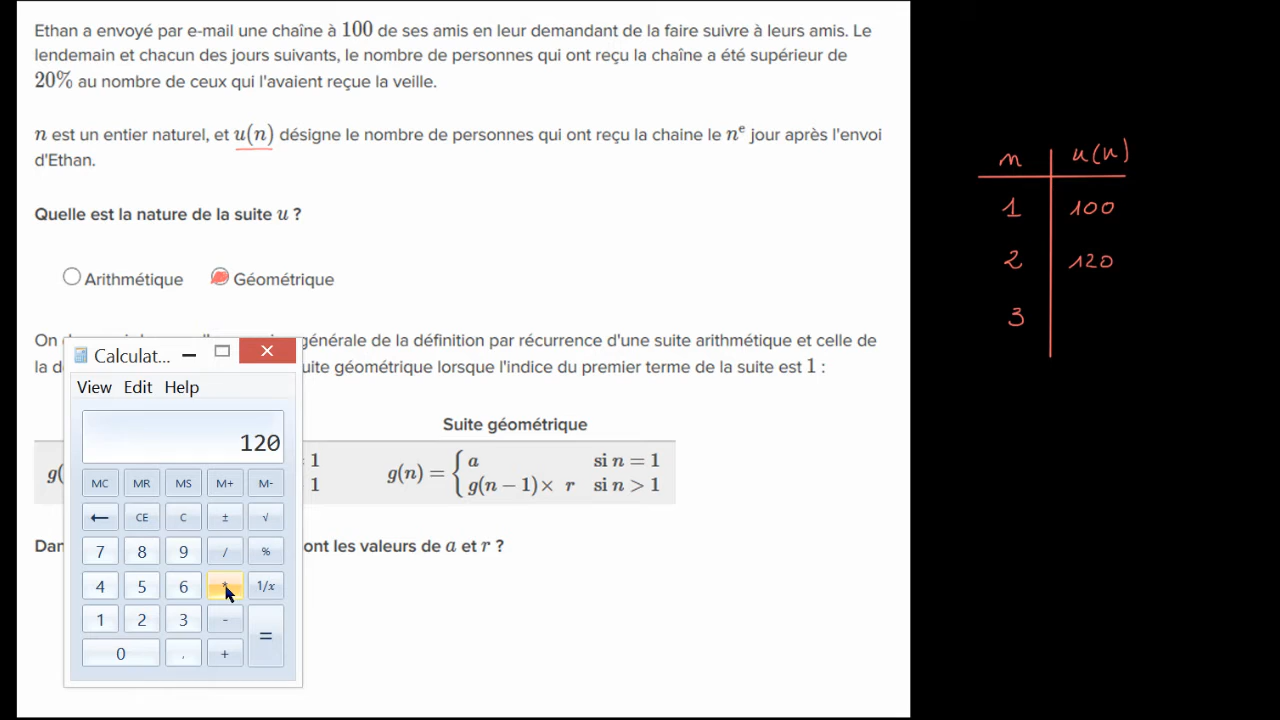 Ethan a envoyé par e-mail une chaîne à 100 de ses amis en leur demandant de la faire suivre à leurs amis. Le
lendemain et chacun des jours suivants, le nombre de personnes qui ont reçu la chaîne a été supérieur de
20% au nombre de ceux qui l'avaient reçue la veille.
n est un entier naturel, et u(n) désigne le nombre de personnes qui ont reçu la chaine le nᵉ jour après l'envoi
d'Ethan.
Quelle est la nature de la suite u ?
Arithmétique Géométrique
On générale de la définition par récurrence d'une suite arithmétique et celle de
la suite géométrique lorsque l'indice du premier terme de la suite est 1 :
Suite géométrique
1 g(n) = { a si n = 1
1 g(n − 1) × r si n > 1
ont les valeurs de a et r ?
Calculat...
View Edit Help
120
MC MR MS M+ M-
← CE C ± √
7 8 9 / %
4 5 6 * 1/x
1 2 3 - =
0 , +
n u(n)
1 100
2 120
3